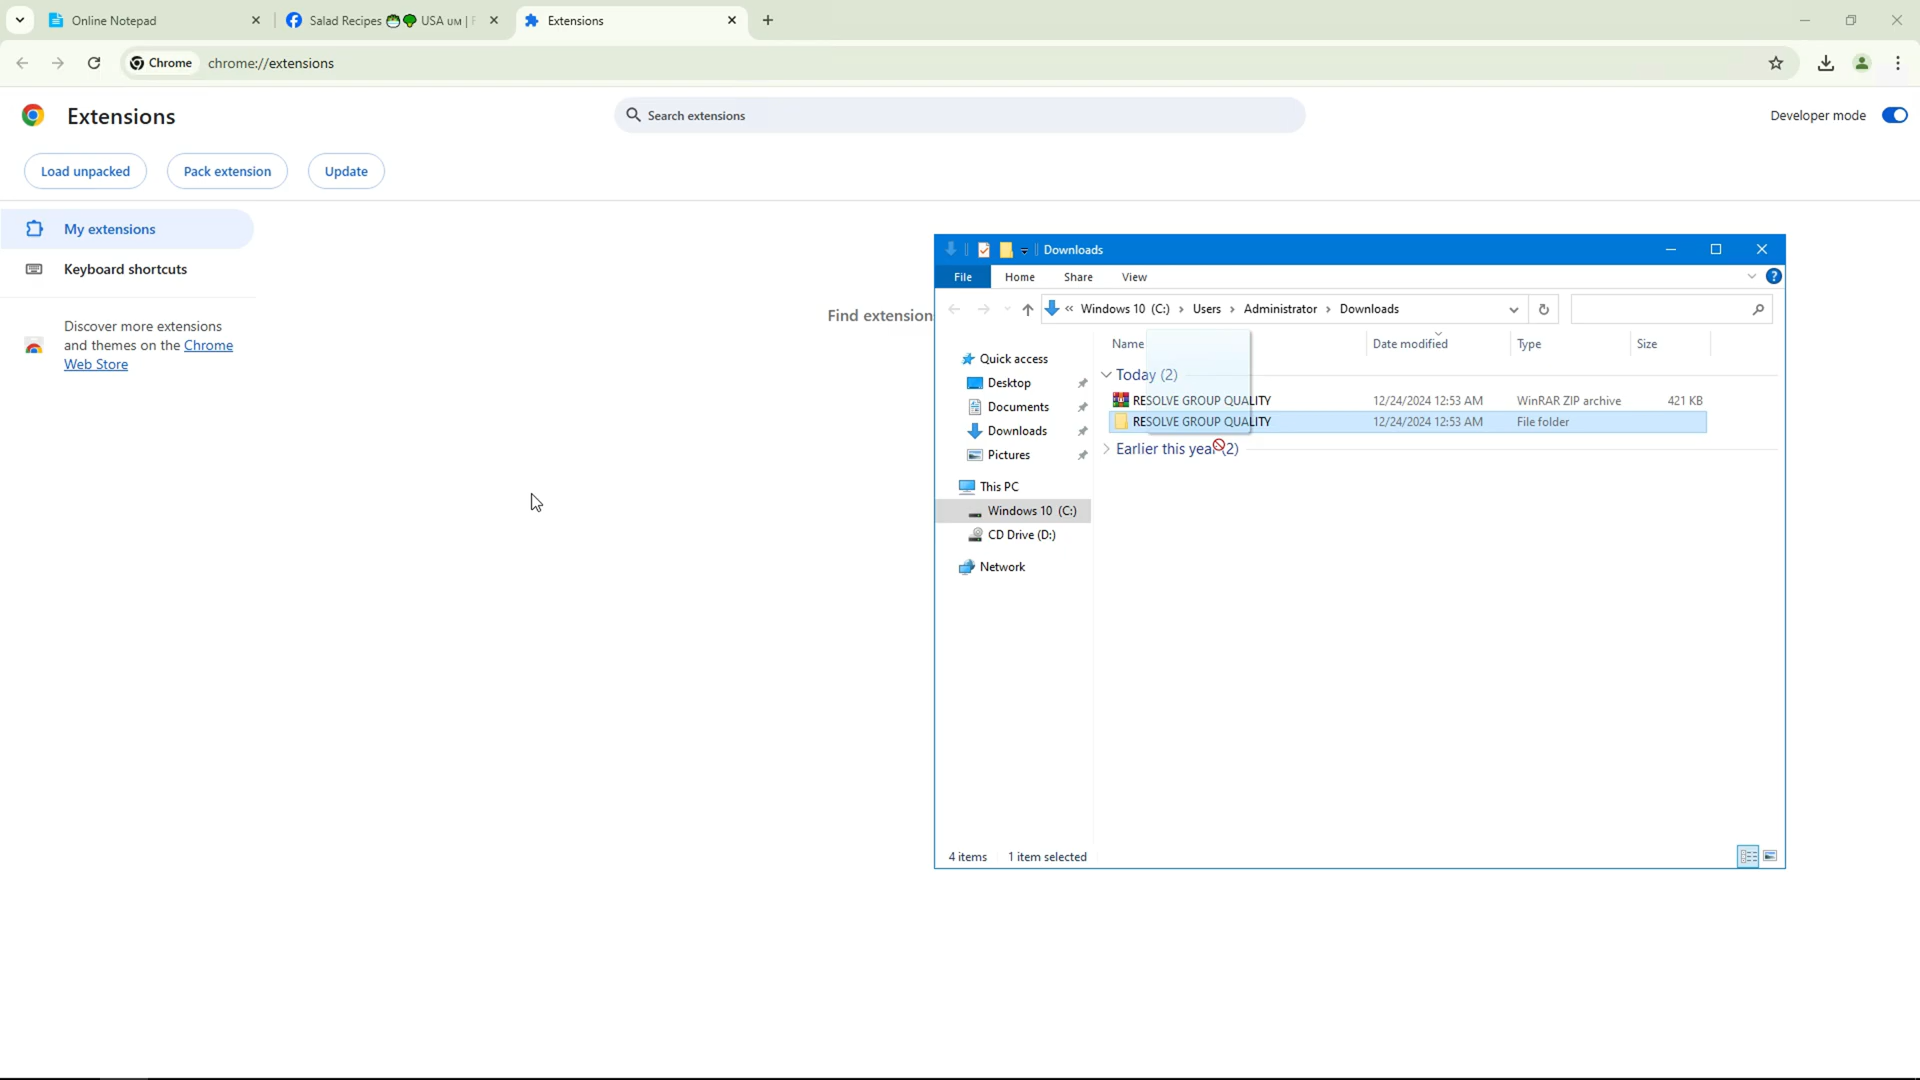 Online Notepad
Salad Recipes 🥗🥦 USA UM | F
Extensions
Chrome
chrome://extensions
Extensions
Search extensions
Developer mode
Load unpacked
Pack extension
Update
My extensions
Keyboard shortcuts
Discover more extensions
and themes on the Chrome
Web Store
Find extension
Downloads
File
Home
Share
View
« Windows 10 (C:) › Users › Administrator › Downloads
Name
Date modified
Type
Size
Quick access
Desktop
Documents
Downloads
Pictures
This PC
Windows 10 (C:)
CD Drive (D:)
Network
Today (2)
RESOLVE GROUP QUALITY
12/24/2024 12:53 AM
WinRAR ZIP archive
421 KB
RESOLVE GROUP QUALITY
12/24/2024 12:53 AM
File folder
Earlier this year (2)
4 items
1 item selected